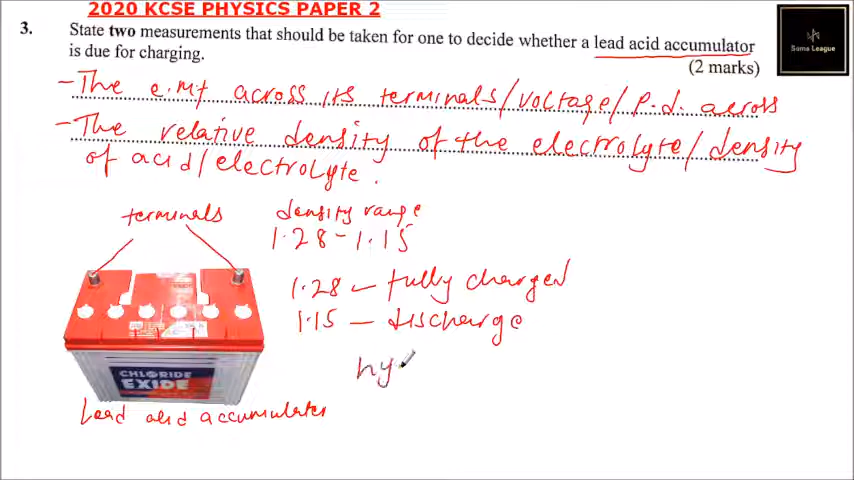 2020 KCSE PHYSICS PAPER 2
3. State two measurements that should be taken for one to decide whether a lead acid accumulator
is due for charging.
(2 marks)
Soma League
- The e.mf across its terminals/voltage/p.d. across
- The relative density of the electrolyte/density
of acid/electrolyte.
terminals
density range
1.28 - 1.15
1.28 - fully charged
1.15 - discharge
hy
CHLORIDE
EXIDE
Lead acid accumulator